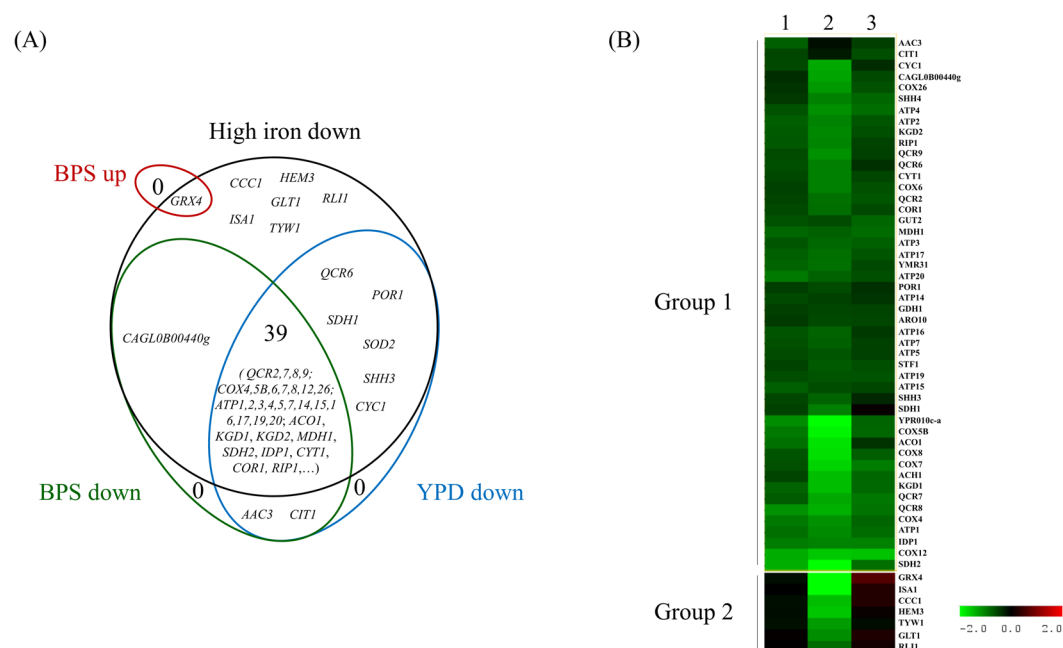 (A)
High iron down
BPS up
0
GRX4
CCC1
HEM3
GLT1
RLI1
ISA1
TYW1
QCR6
POR1
SDH1
SOD2
SHH3
CYC1
CAGL0B00440g
39
( QCR2,7,8,9;
COX4,5B,6,7,8,12,26;
ATP1,2,3,4,5,7,14,15,1
6,17,19,20; ACO1,
KGD1, KGD2, MDH1,
SDH2, IDP1, CYT1,
COR1, RIP1,...)
BPS down
0
0
YPD down
AAC3
CIT1
(B)
1 2 3
Group 1
AAC3
CIT1
CYC1
CAGL0B00440g
COX26
SHH4
ATP4
ATP2
KGD2
RIP1
QCR9
QCR6
CYT1
COX6
QCR2
COR1
GUT2
MDH1
ATP3
ATP17
YMR31
ATP20
POR1
ATP14
GDH1
ARO10
ATP16
ATP7
ATP5
STF1
ATP19
ATP15
SHH3
SDH1
YPR010c-a
COX5B
ACO1
COX8
COX7
ACH1
KGD1
QCR7
QCR8
COX4
ATP1
IDP1
COX12
SDH2
Group 2
GRX4
ISA1
CCC1
HEM3
TYW1
GLT1
RLI1
-2.0 0.0 2.0